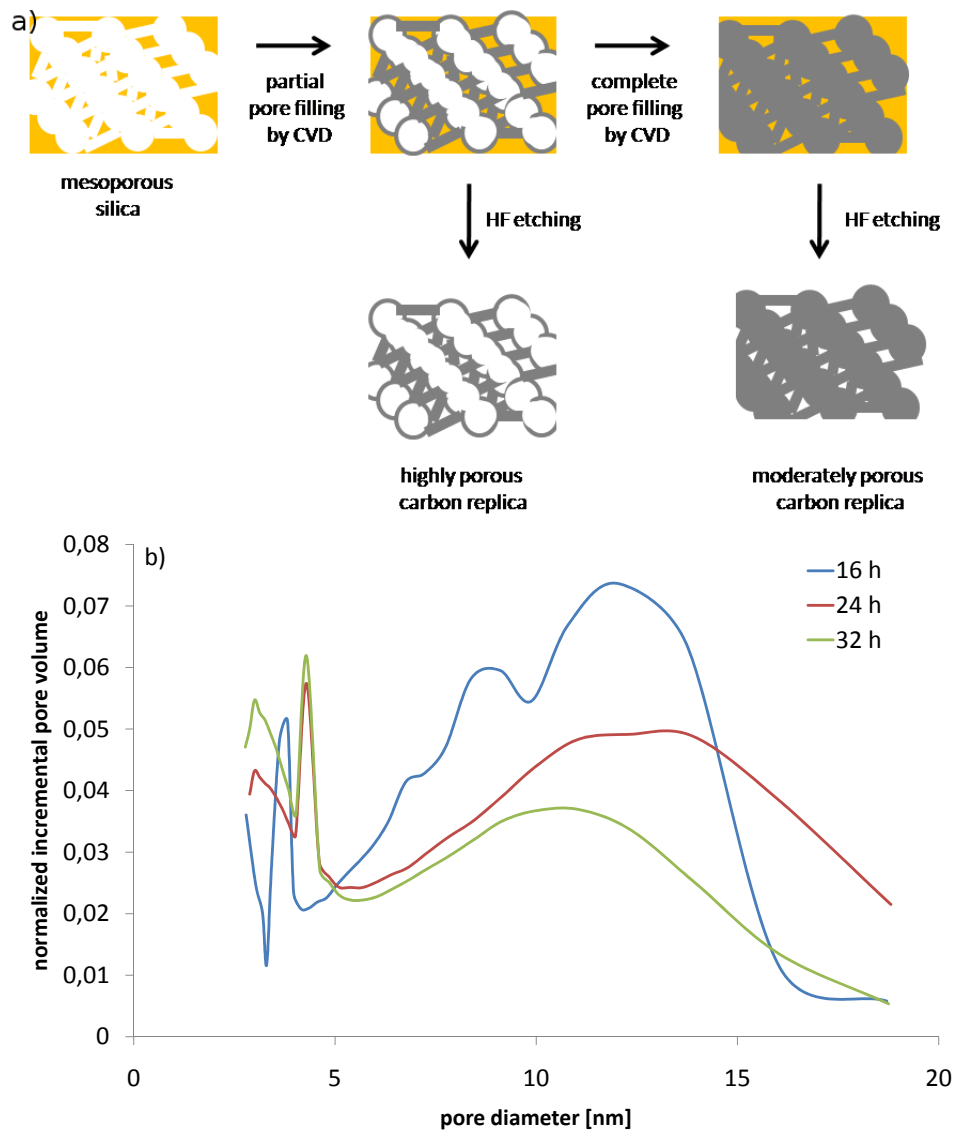 a)
partial
pore filling
by CVD
complete
pore filling
by CVD
mesoporous
silica
HF etching
HF etching
highly porous
carbon replica
moderately porous
carbon replica
b)
0,08
0,07
0,06
0,05
0,04
0,03
0,02
0,01
0
normalized incremental pore volume
16 h
24 h
32 h
0
5
10
15
20
pore diameter [nm]